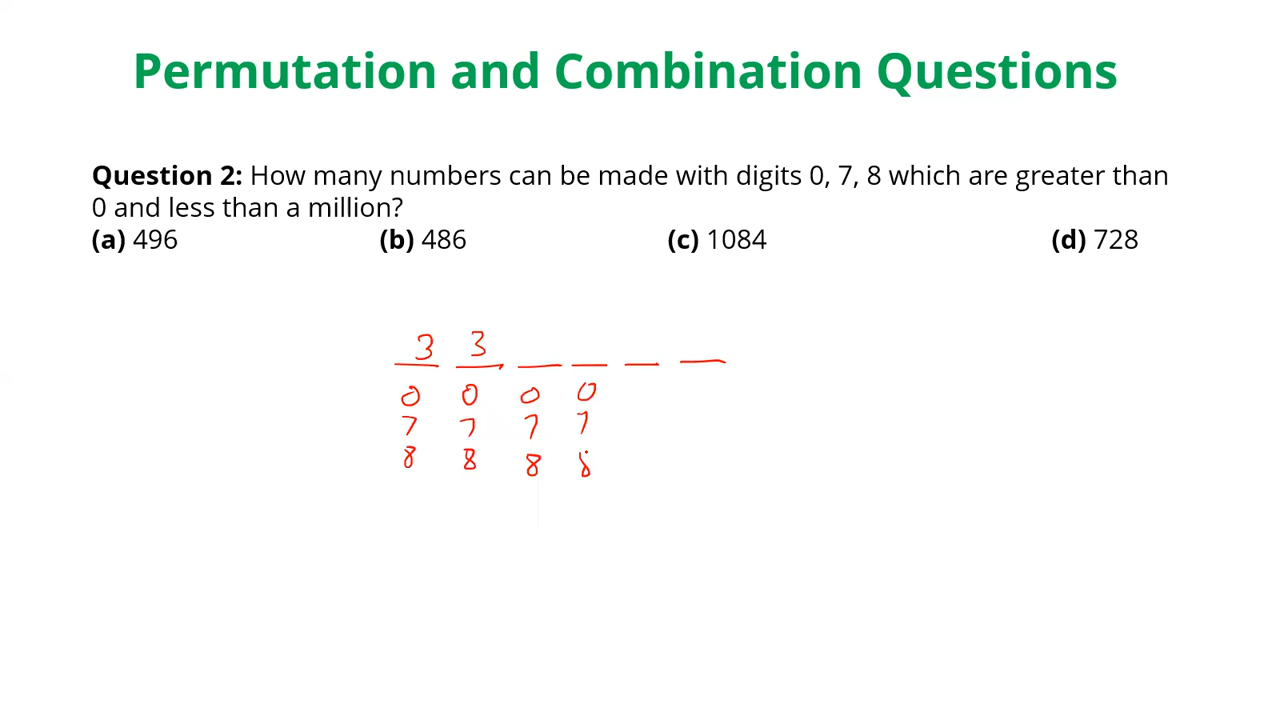 Permutation and Combination Questions
Question 2: How many numbers can be made with digits 0, 7, 8 which are greater than
0 and less than a million?
(a) 496 (b) 486 (c) 1084 (d) 728
3 3
0 0 0 0
7 7 7 7
8 8 8 8